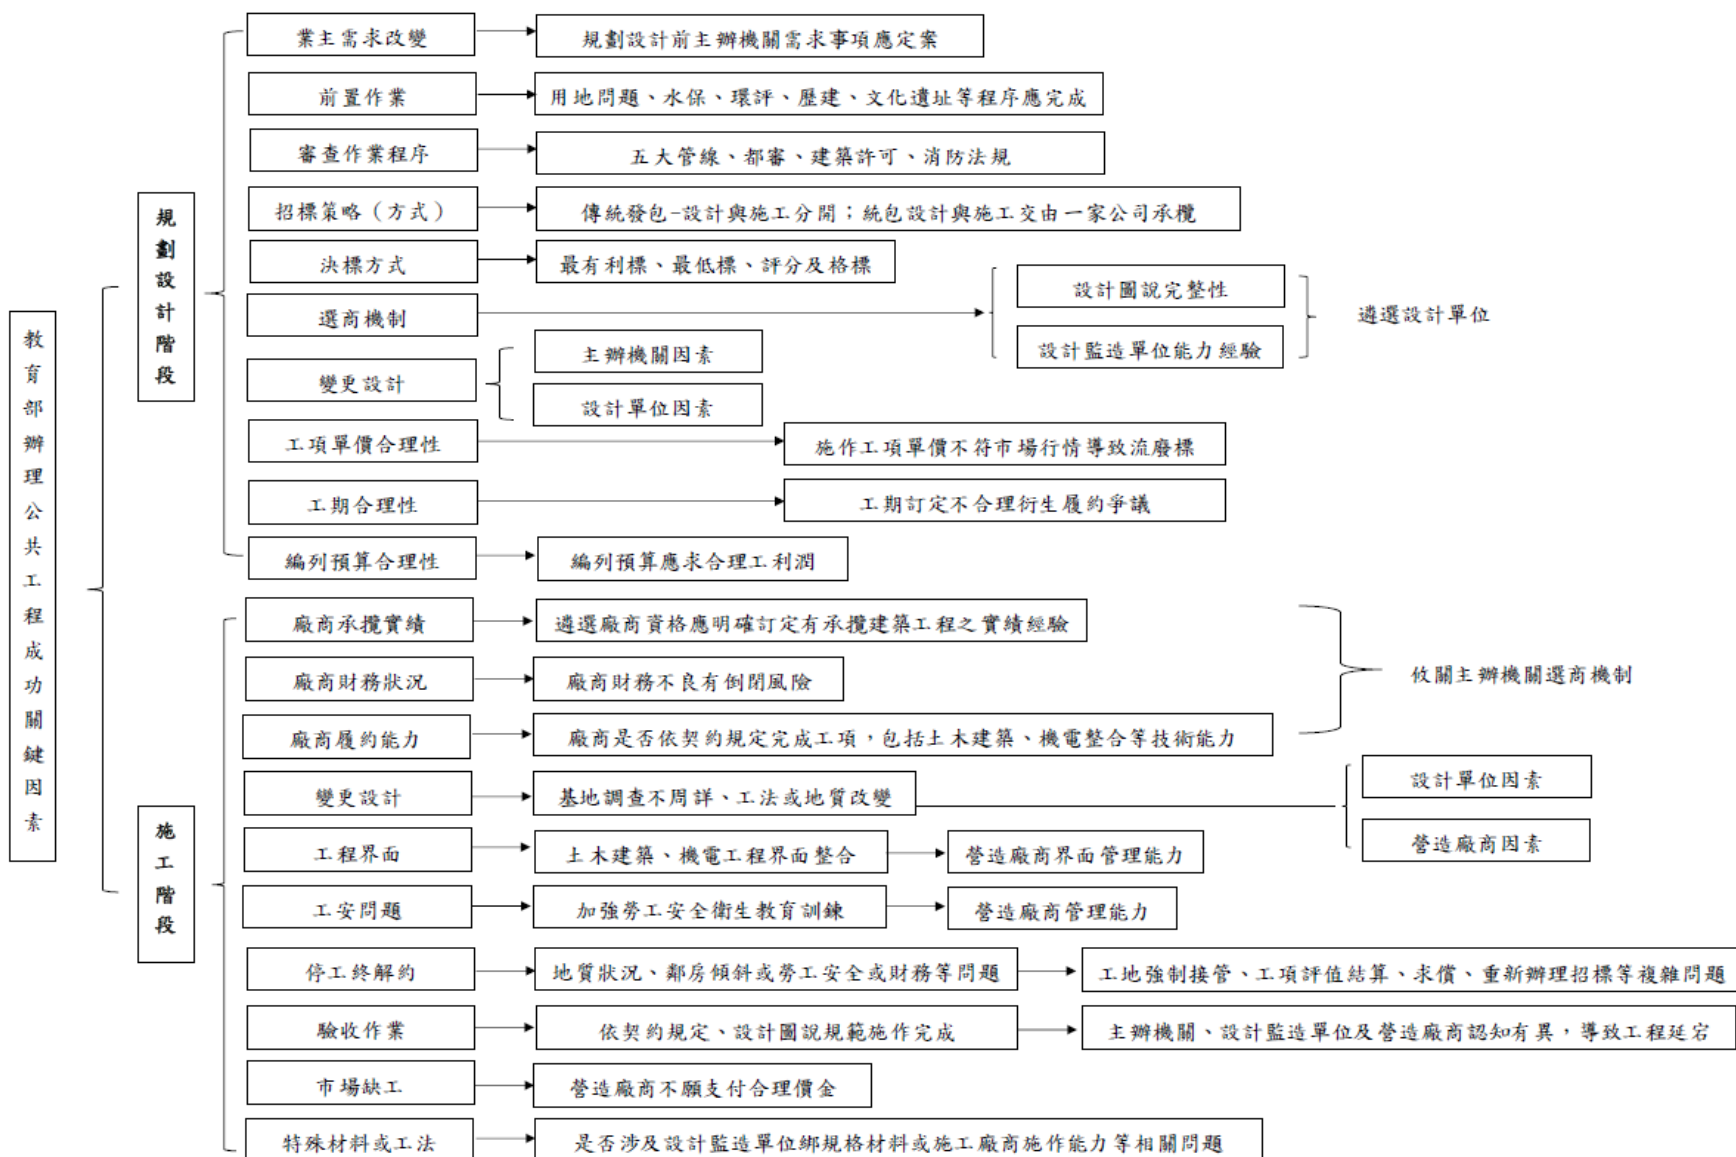 教育部辦理公共工程成功關鍵因素
規劃設計階段
業主需求改變
規劃設計前主辦機關需求事項應定案
前置作業
用地問題、水保、環評、歷建、文化遺址等程序應完成
審查作業程序
五大管線、都審、建築許可、消防法規
招標策略（方式）
傳統發包-設計與施工分開；統包設計與施工交由一家公司承欖
決標方式
最有利標、最低標、評分及格標
選商機制
設計圖說完整性
設計監造單位能力經驗
遴選設計單位
變更設計
主辦機關因素
設計單位因素
工項單價合理性
施作工項單價不符市場行情導致流廢標
工期合理性
工期訂定不合理衍生履約爭議
編列預算合理性
編列預算應求合理工利潤
施工階段
廠商承攬實績
遴選廠商資格應明確訂定有承攬建築工程之實績經驗
廠商財務狀況
廠商財務不良有倒閉風險
廠商履約能力
廠商是否依契約規定完成工項，包括土木建築、機電整合等技術能力
攸關主辦機關選商機制
變更設計
基地調查不周詳、工法或地質改變
設計單位因素
營造廠商因素
工程界面
土木建築、機電工程界面整合
營造廠商界面管理能力
工安問題
加強勞工安全衛生教育訓練
營造廠商管理能力
停工終解約
地質狀況、鄰房傾斜或勞工安全或財務等問題
工地強制接管、工項評值結算、求償、重新辦理招標等複雜問題
驗收作業
依契約規定、設計圖說規範施作完成
主辦機關、設計監造單位及營造廠商認知有異，導致工程延宕
市場缺工
營造廠商不願支付合理價金
特殊材料或工法
是否涉及設計監造單位綁規格材料或施工廠商施作能力等相關問題